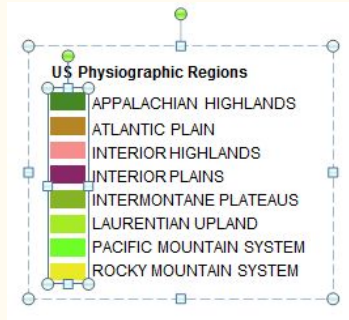 US Physiographic Regions
APPALACHIAN HIGHLANDS
ATLANTIC PLAIN
INTERIOR HIGHLANDS
INTERIOR PLAINS
INTERMONTANE PLATEAUS
LAURENTIAN UPLAND
PACIFIC MOUNTAIN SYSTEM
ROCKY MOUNTAIN SYSTEM